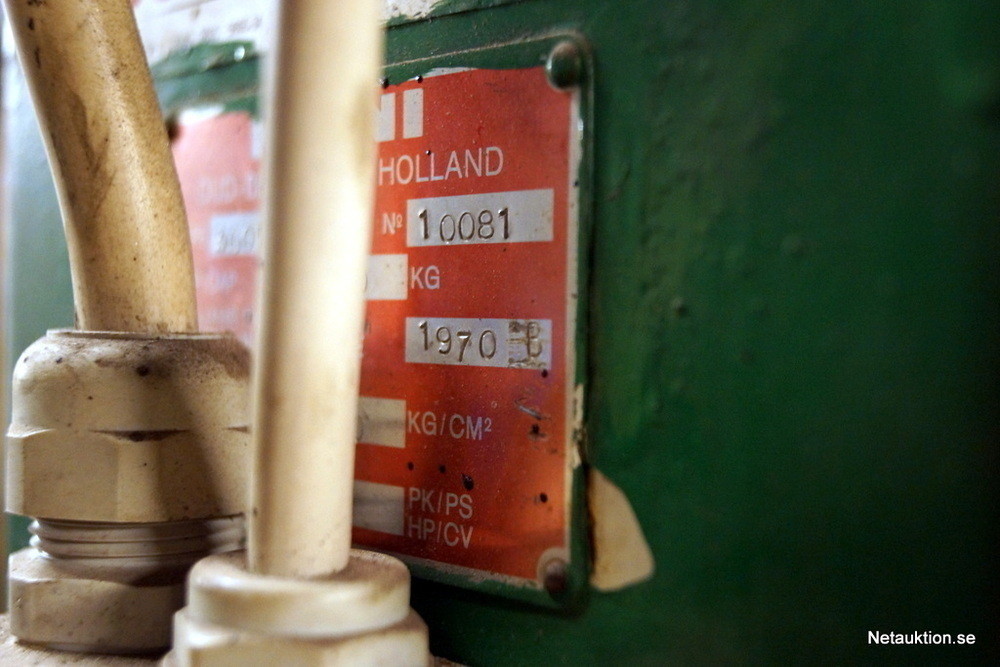 HOLLAND
Nº 10081
KG
1970
KG/CM²
PK/PS
HP/CV
Netauktion.se